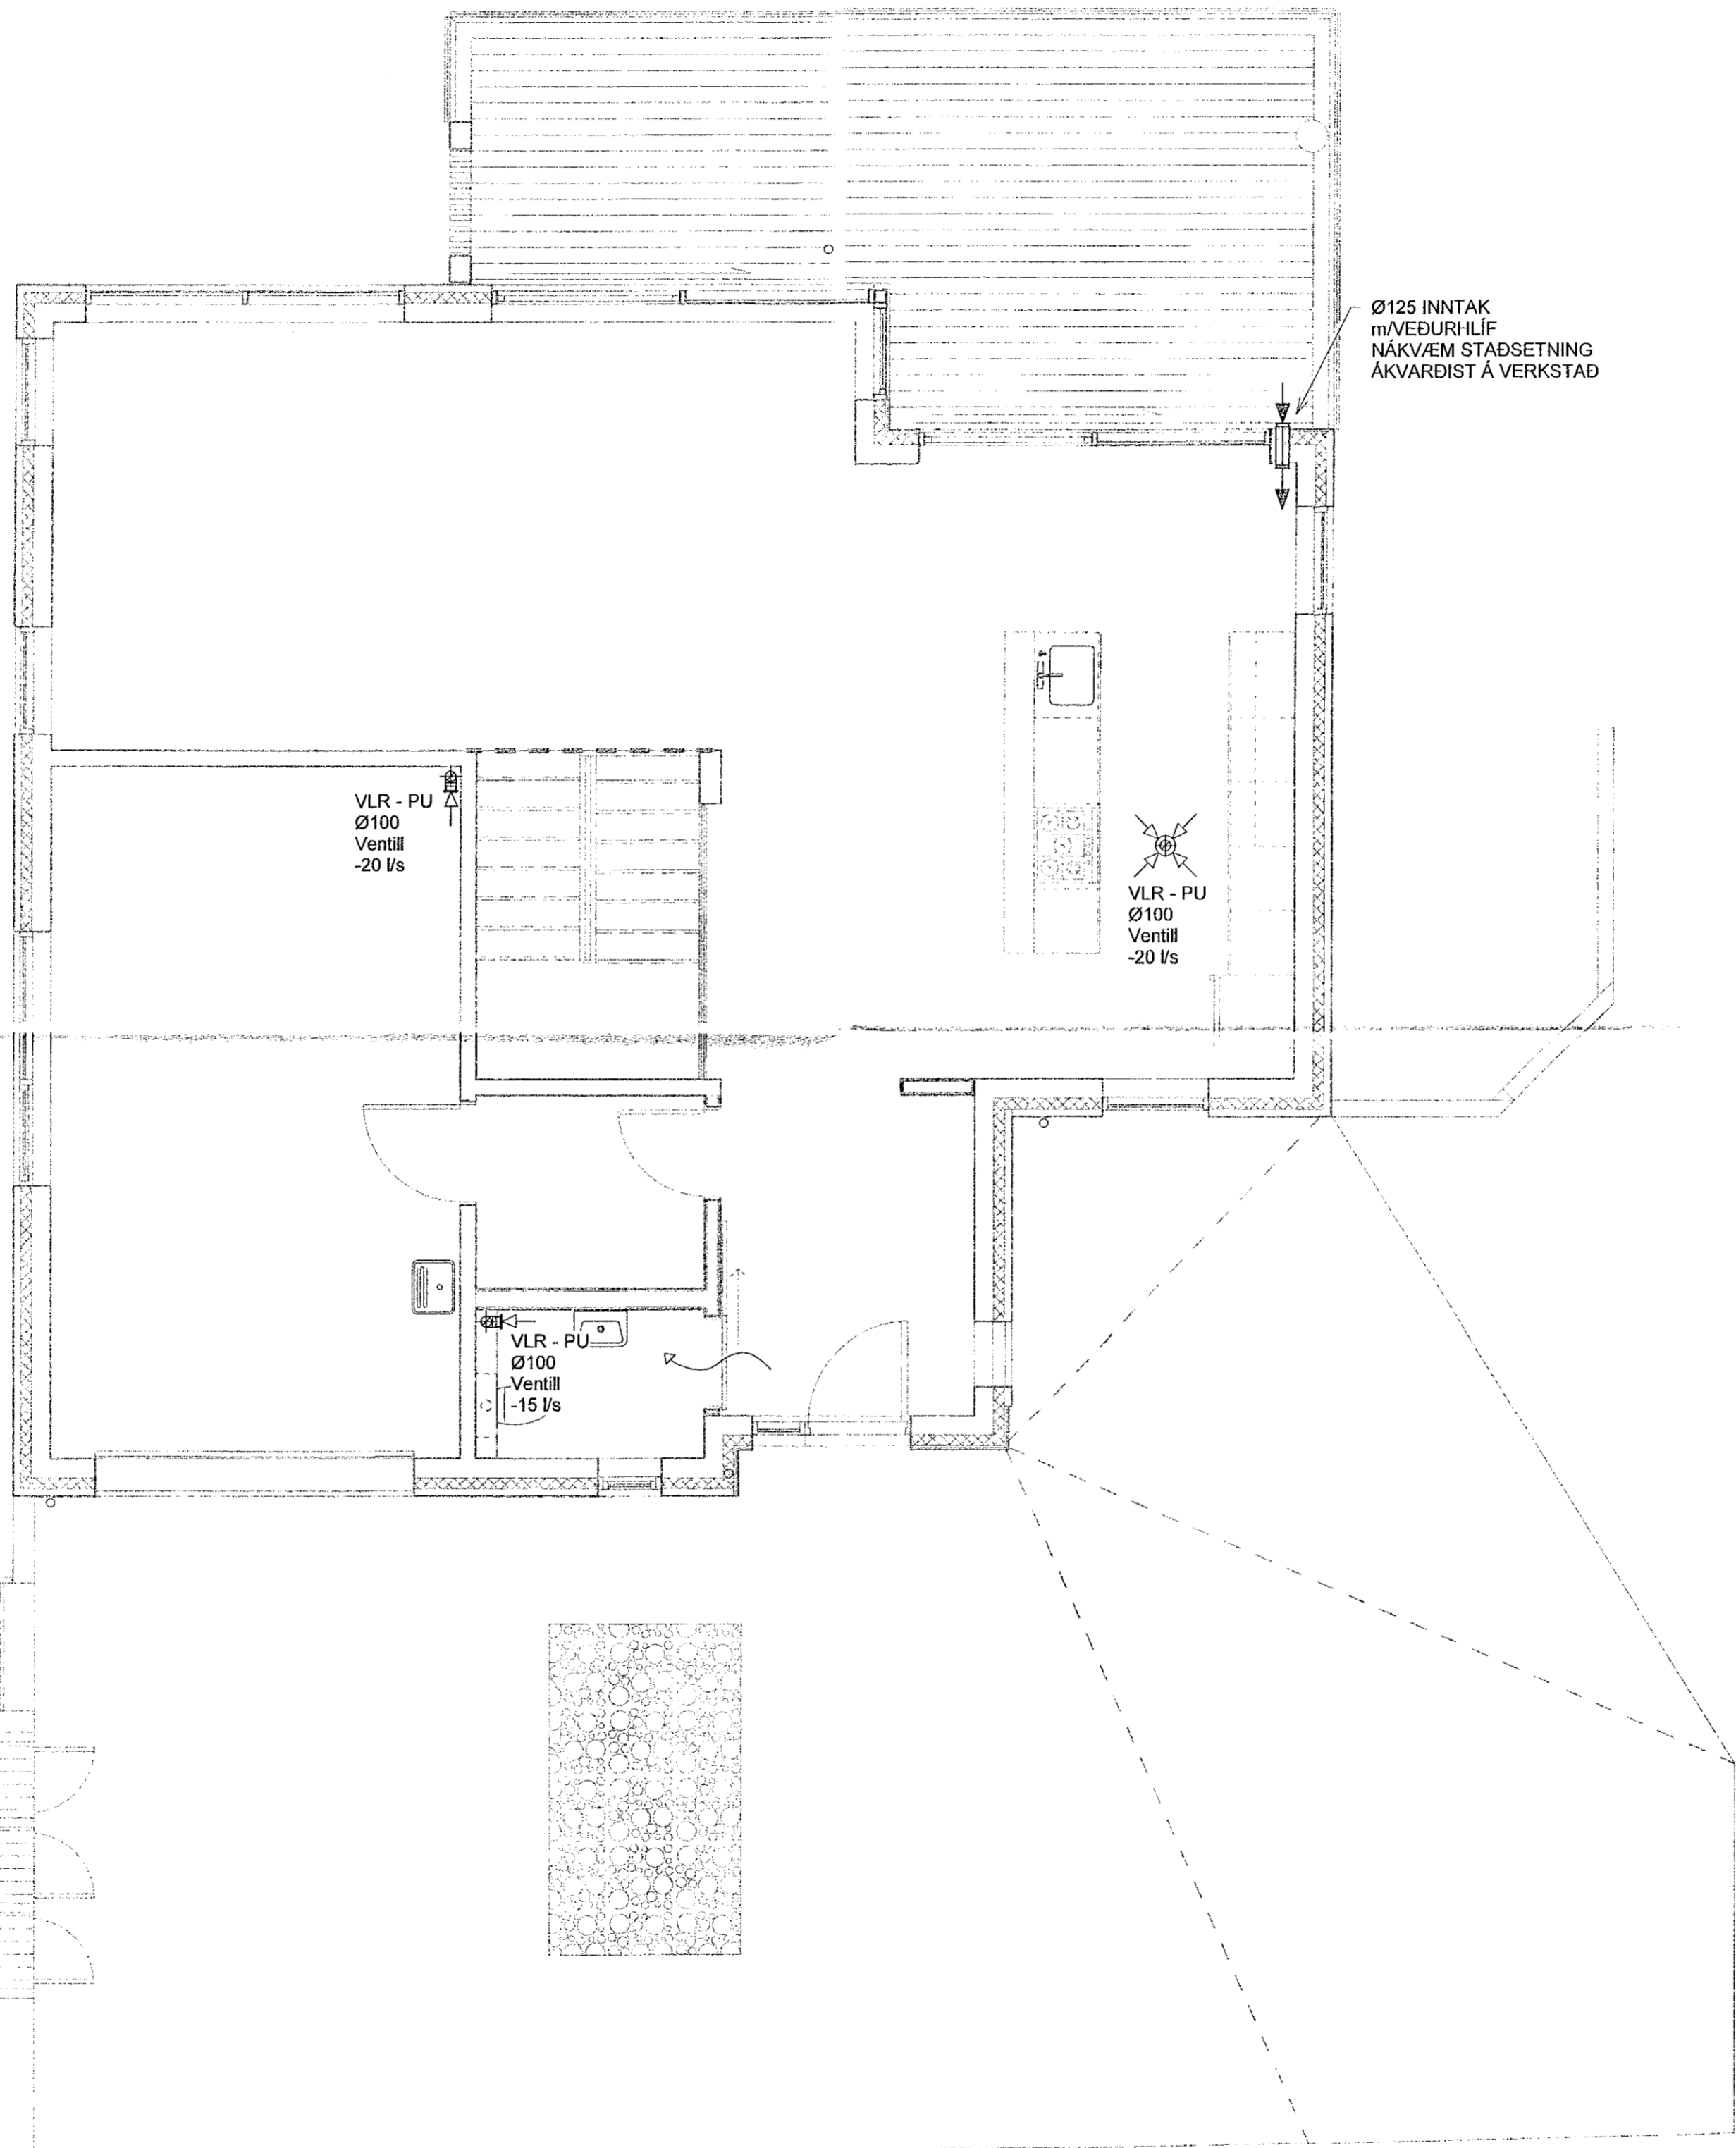 Ø125 INNTAK
m/VEÐURHLÍF
NÁKVÆM STAÐSETNING
ÁKVARÐIST Á VERKSTAÐ
VLR - PU
Ø100
Ventill
-20 l/s
VLR - PU
Ø100
Ventill
-20 l/s
VLR - PU
Ø100
Ventill
-15 l/s